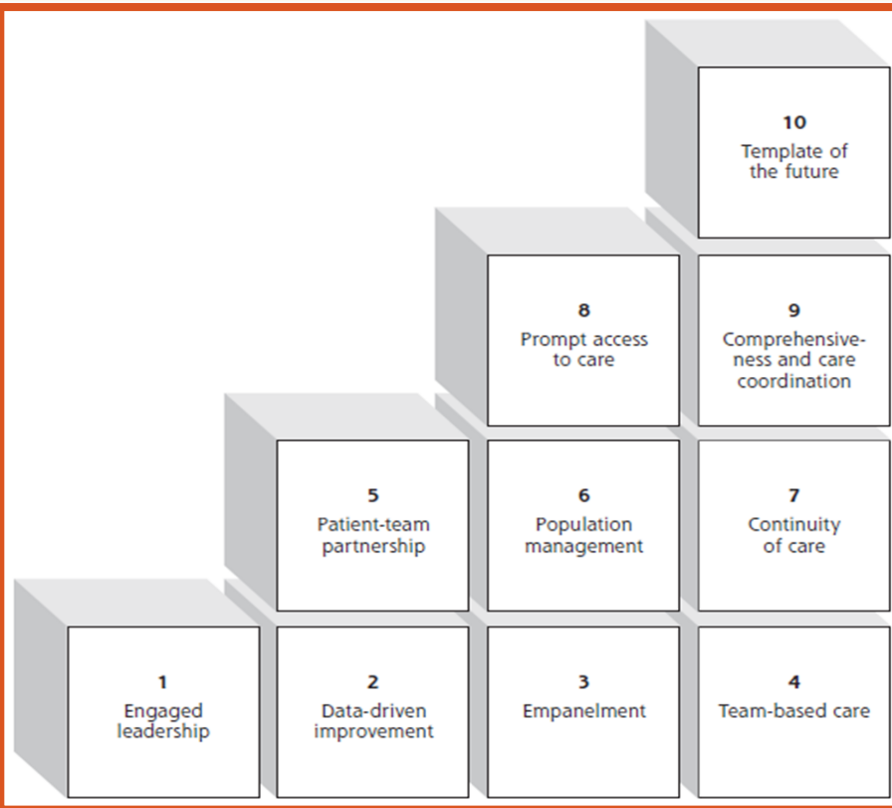 10
Template of
the future
8
Prompt access
to care
9
Comprehensive-
ness and care
coordination
5
Patient-team
partnership
6
Population
management
7
Continuity
of care
1
Engaged
leadership
2
Data-driven
improvement
3
Empanelment
4
Team-based care